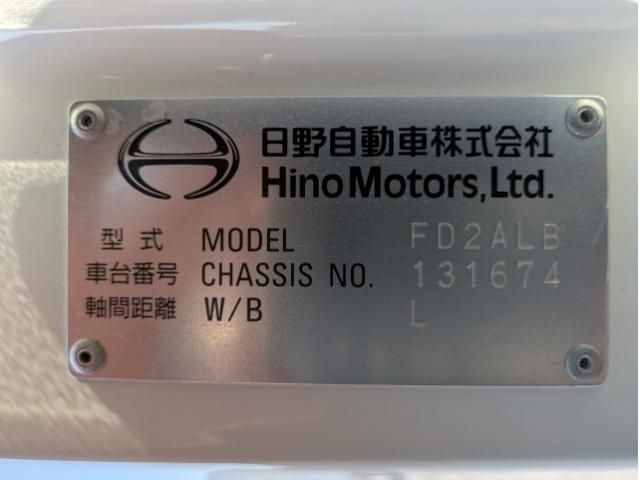 日野自動車株式会社
Hino Motors, Ltd.
型式 MODEL FD2ALB
車台番号 CHASSIS NO. 131674
軸間距離 W/B L